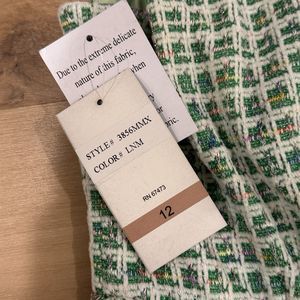 Due to the extreme delicate
nature of this fabric,
when
STYLE# 3856MMX
COLOR# LNM
RN 67473
12